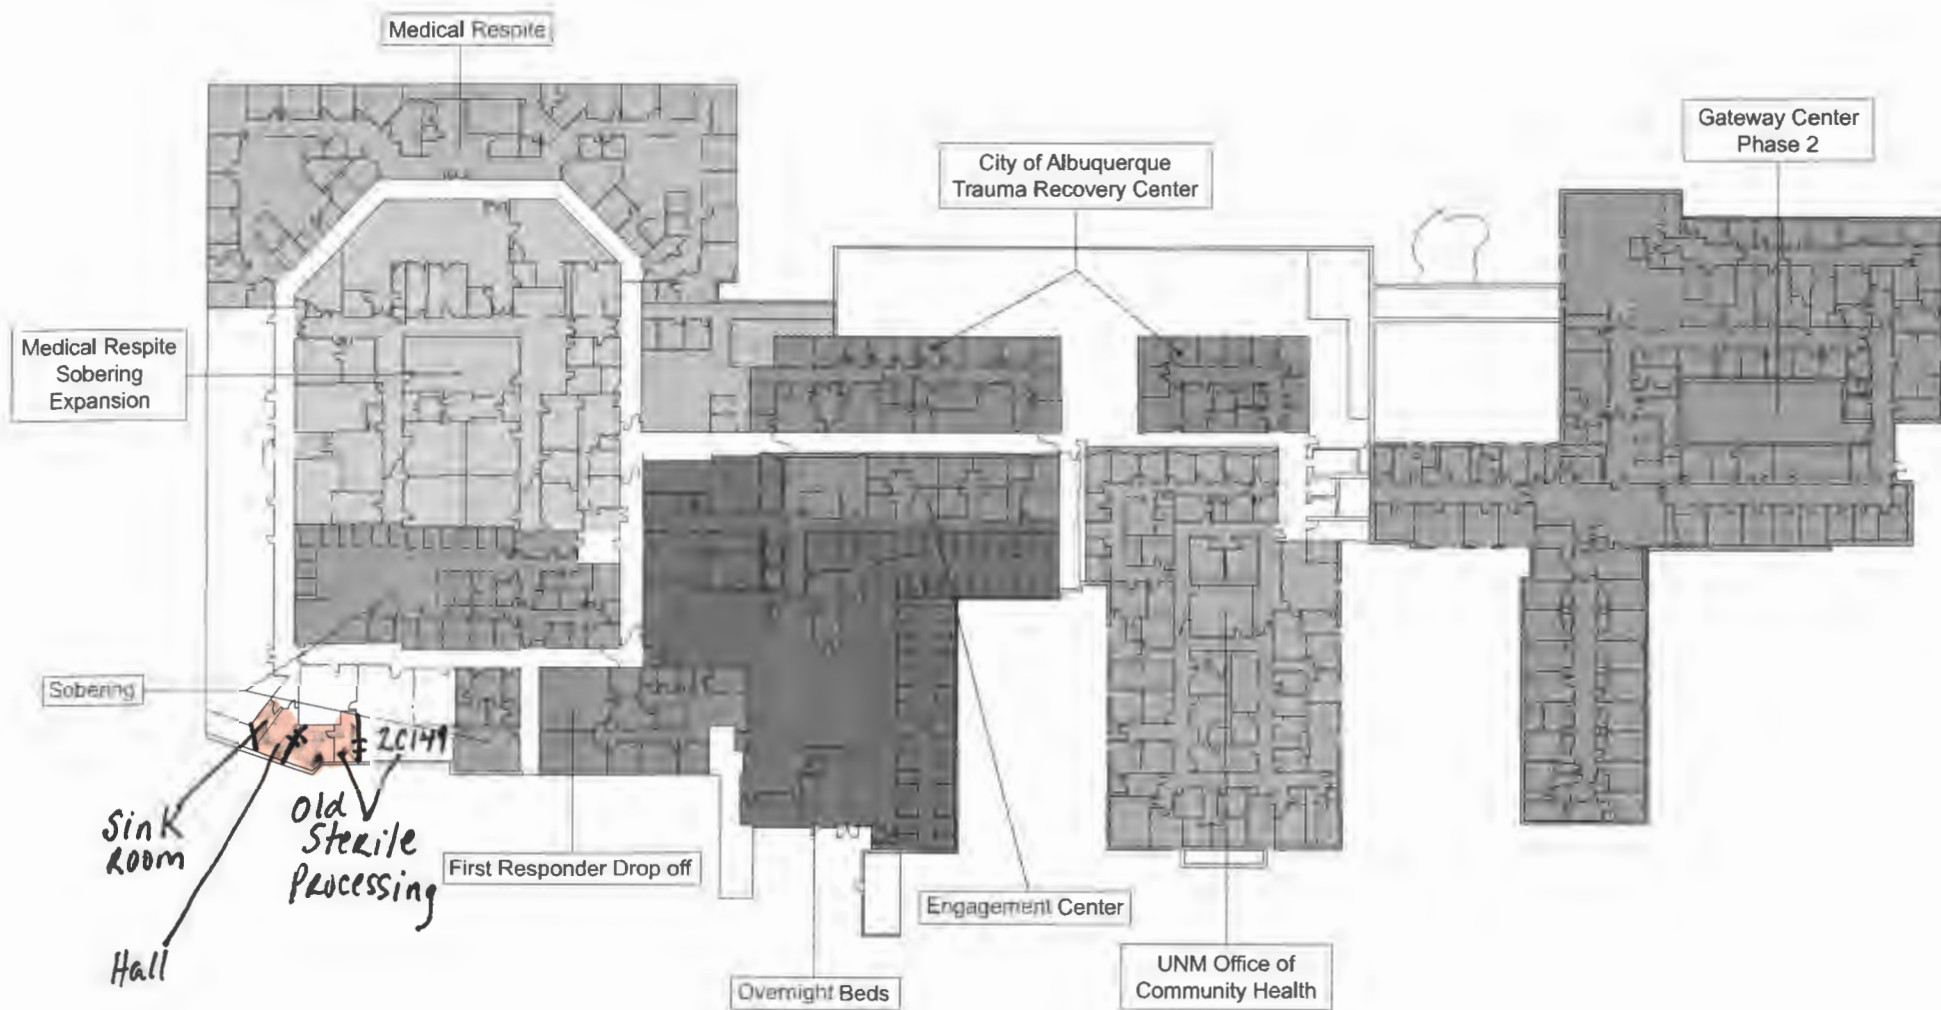 Medical Respite
Gateway Center
Phase 2
City of Albuquerque
Trauma Recovery Center
Medical Respite
Sobering
Expansion
Sobering
2C149
Sink
Room
Old
Sterile
Processing
Hall
First Responder Drop off
Engagement Center
Overnight Beds
UNM Office of
Community Health